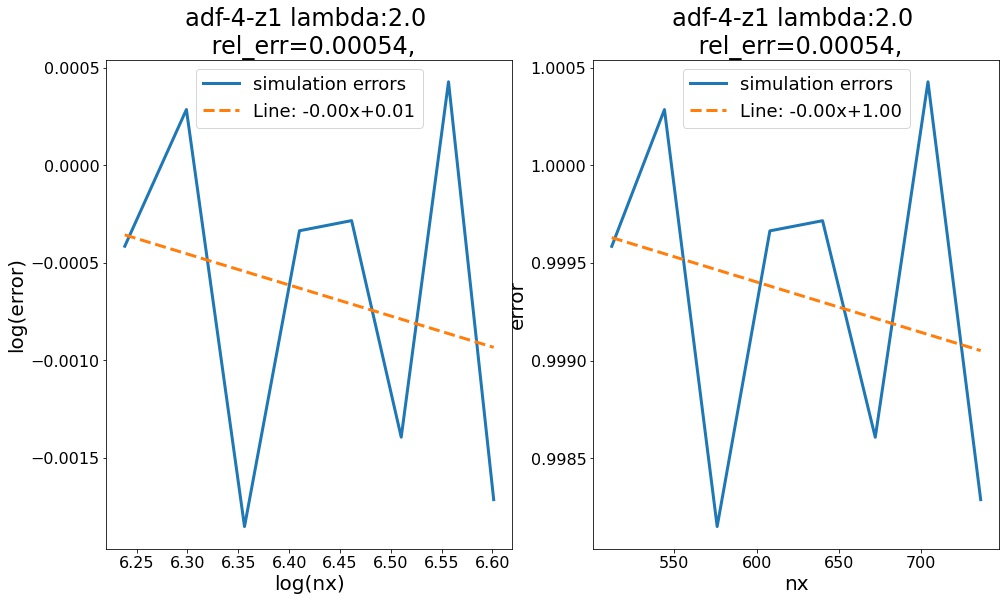 adf-4-z1 lambda:2.0
rel_err=0.00054,
simulation errors
Line: -0.00x+0.01
0.0005
0.0000
−0.0005
−0.0010
−0.0015
log(error)
6.25 6.30 6.35 6.40 6.45 6.50 6.55 6.60
log(nx)
adf-4-z1 lambda:2.0
rel_err=0.00054,
simulation errors
Line: -0.00x+1.00
1.0005
1.0000
0.9995
0.9990
0.9985
error
550 600 650 700
nx